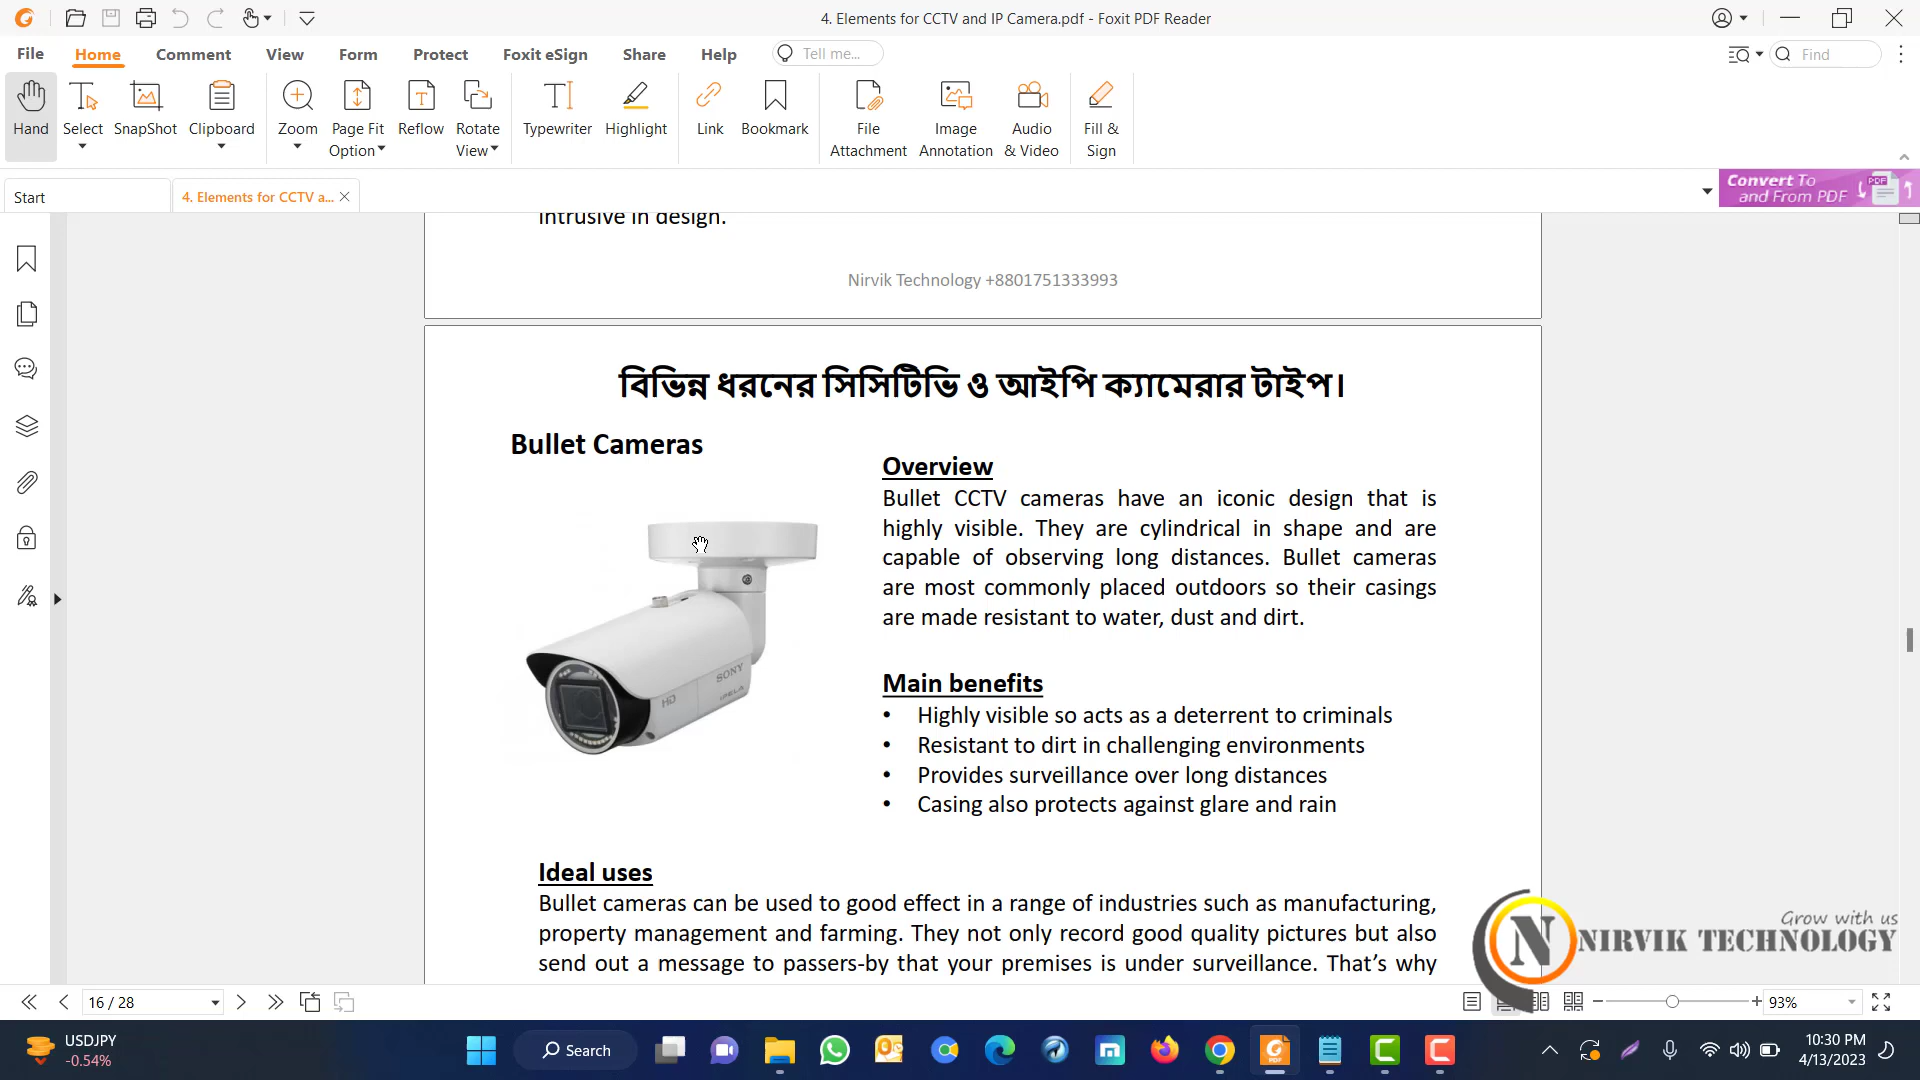 4. Elements for CCTV and IP Camera.pdf - Foxit PDF Reader
File Home Comment View Form Protect Foxit eSign Share Help Tell me... Find
Hand Select SnapShot Clipboard Zoom Page Fit Option Reflow Rotate View Typewriter Highlight Link Bookmark File Attachment Image Annotation Audio & Video Fill & Sign
Start 4. Elements for CCTV a...
Convert To
and From PDF
PDF
intrusive in design.
Nirvik Technology +8801751333993
বিভিন্ন ধরনের সিসিটিভি ও আইপি ক্যামেরার টাইপ।
Bullet Cameras
SONY
HD
Overview
Bullet CCTV cameras have an iconic design that is
highly visible. They are cylindrical in shape and are
capable of observing long distances. Bullet cameras
are most commonly placed outdoors so their casings
are made resistant to water, dust and dirt.
Main benefits
• Highly visible so acts as a deterrent to criminals
• Resistant to dirt in challenging environments
• Provides surveillance over long distances
• Casing also protects against glare and rain
Ideal uses
Bullet cameras can be used to good effect in a range of industries such as manufacturing,
property management and farming. They not only record good quality pictures but also
send out a message to passers-by that your premises is under surveillance. That's why
Grow with us
N NIRVIK TECHNOLOGY
16 / 28 93%
USDJPY
-0.54%
Search
10:30 PM
4/13/2023